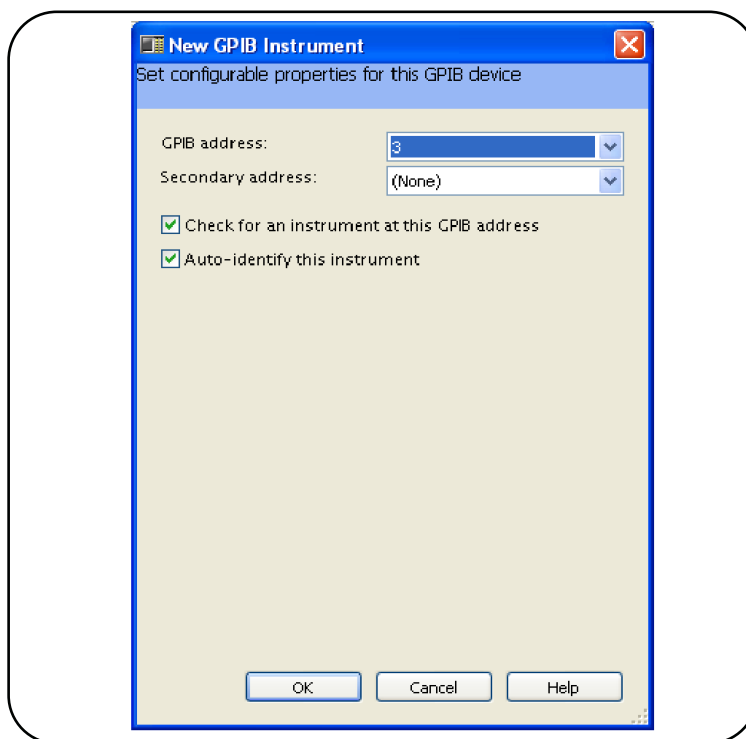 New GPIB Instrument
Set configurable properties for this GPIB device
GPIB address: 3
Secondary address: (None)
Check for an instrument at this GPIB address
Auto-identify this instrument
OK Cancel Help